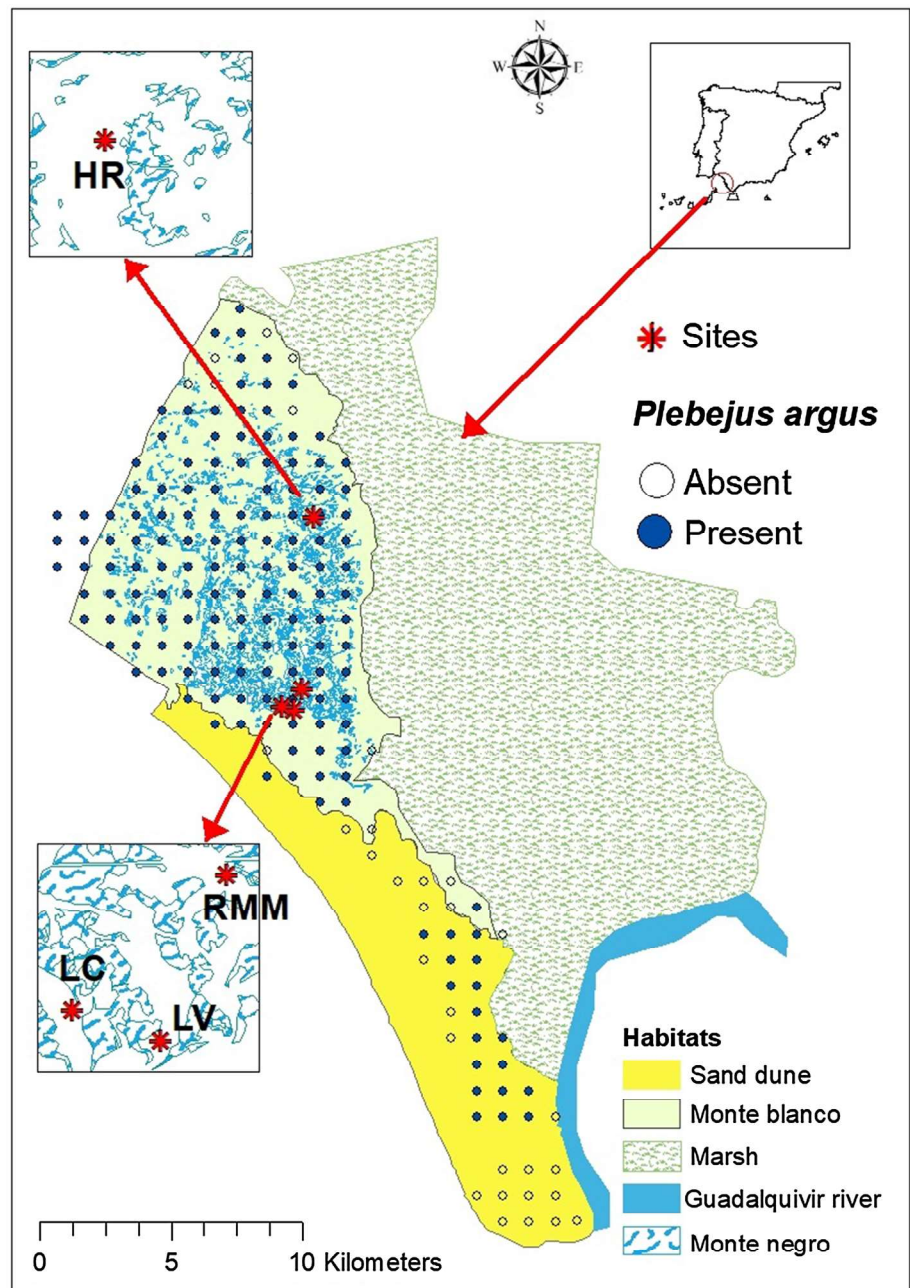 N
W E
S
HR
Sites
Plebejus argus
Absent
Present
RMM
LC
LV
Habitats
Sand dune
Monte blanco
Marsh
Guadalquivir river
Monte negro
0 5 10 Kilometers